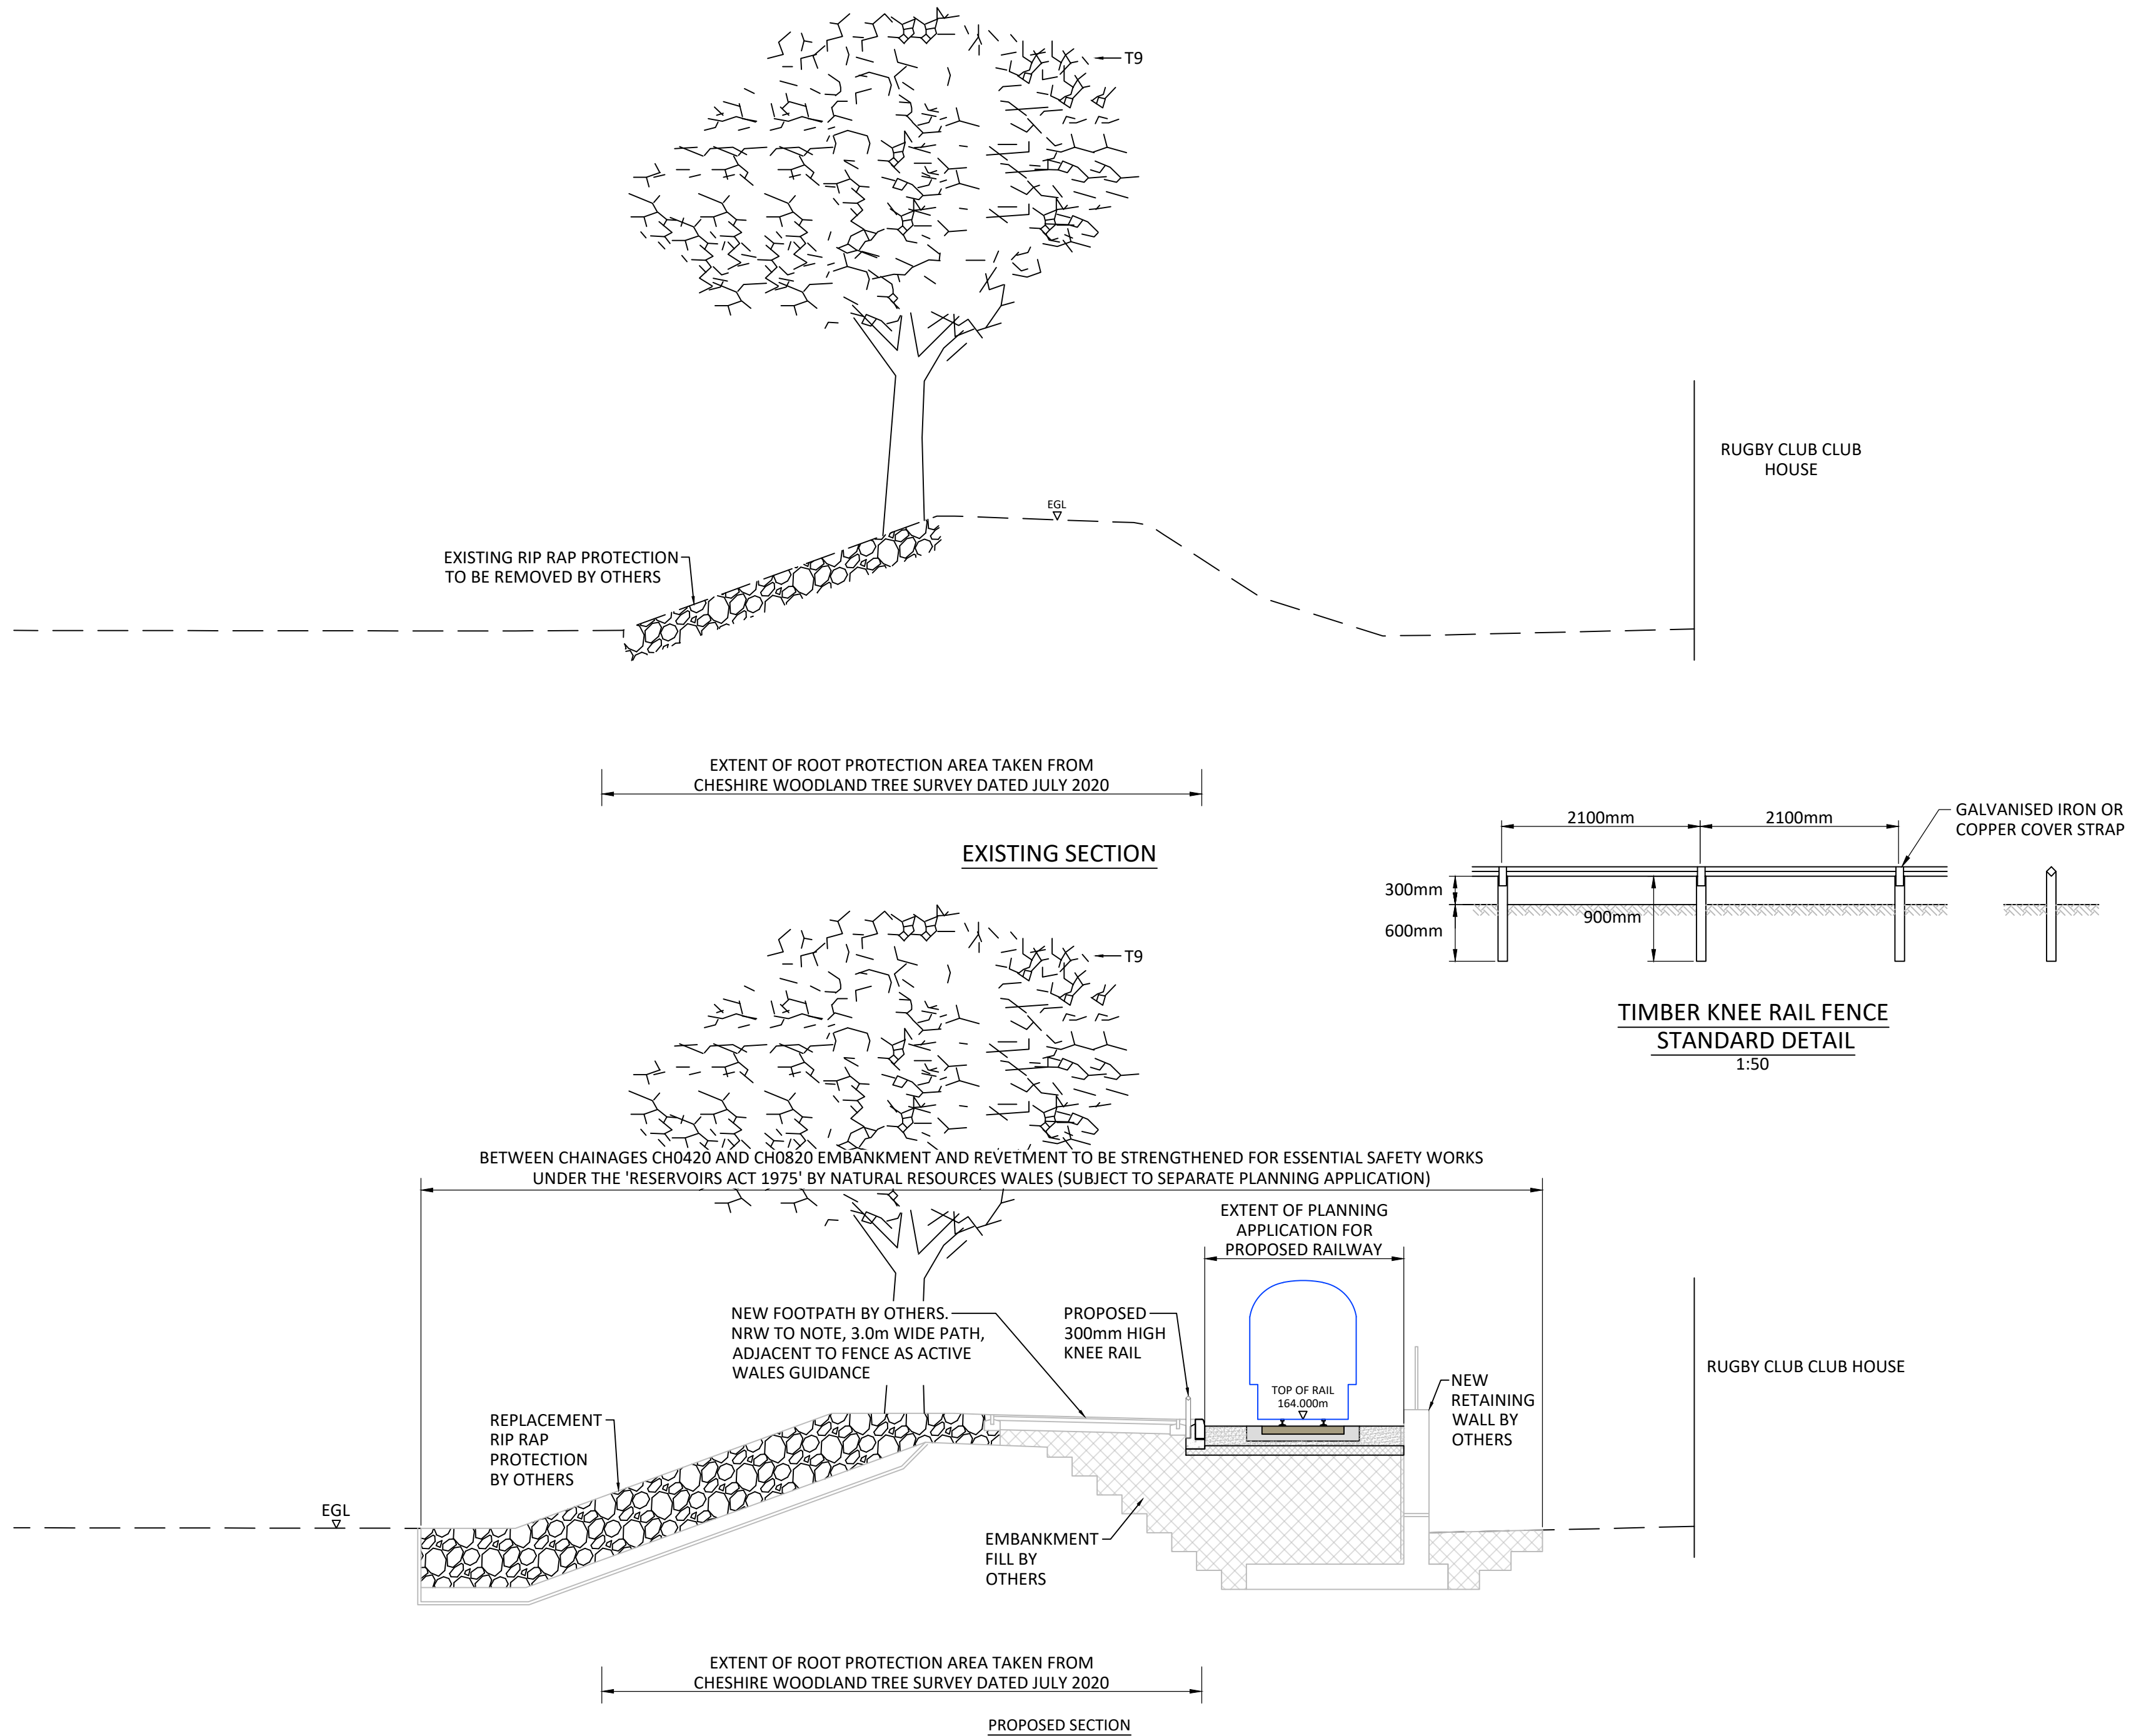 T9
RUGBY CLUB CLUB
HOUSE
EGL
EXISTING RIP RAP PROTECTION
TO BE REMOVED BY OTHERS
EXTENT OF ROOT PROTECTION AREA TAKEN FROM
CHESHIRE WOODLAND TREE SURVEY DATED JULY 2020
EXISTING SECTION
2100mm
2100mm
GALVANISED IRON OR
COPPER COVER STRAP
300mm
900mm
600mm
TIMBER KNEE RAIL FENCE
STANDARD DETAIL
1:50
T9
BETWEEN CHAINAGES CH0420 AND CH0820 EMBANKMENT AND REVETMENT TO BE STRENGTHENED FOR ESSENTIAL SAFETY WORKS
UNDER THE 'RESERVOIRS ACT 1975' BY NATURAL RESOURCES WALES (SUBJECT TO SEPARATE PLANNING APPLICATION)
EXTENT OF PLANNING
APPLICATION FOR
PROPOSED RAILWAY
NEW FOOTPATH BY OTHERS.
NRW TO NOTE, 3.0m WIDE PATH,
ADJACENT TO FENCE AS ACTIVE
WALES GUIDANCE
PROPOSED
300mm HIGH
KNEE RAIL
TOP OF RAIL
164.000m
NEW
RETAINING
WALL BY
OTHERS
RUGBY CLUB CLUB HOUSE
REPLACEMENT
RIP RAP
PROTECTION
BY OTHERS
EGL
EMBANKMENT
FILL BY
OTHERS
EXTENT OF ROOT PROTECTION AREA TAKEN FROM
CHESHIRE WOODLAND TREE SURVEY DATED JULY 2020
PROPOSED SECTION